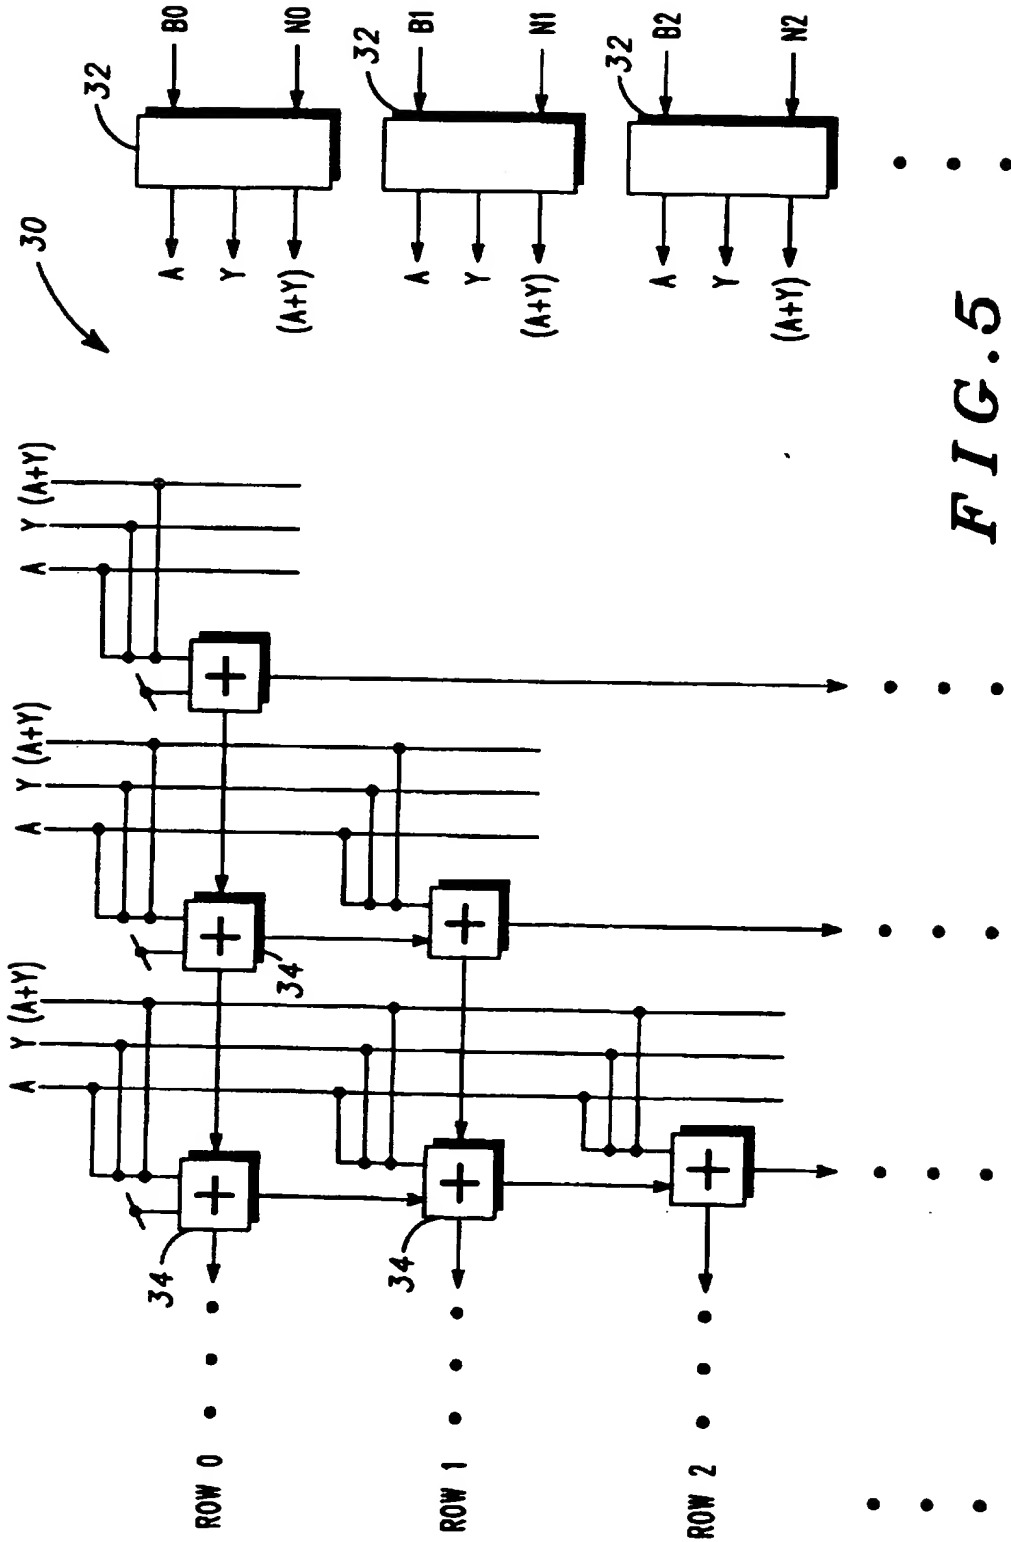 A Y (A+Y) A Y (A+Y) A Y (A+Y)
30
32
34
A B0
ROW 0
Y
34
(A+Y) N0
32
34
A B1
ROW 1
Y
(A+Y) N1
32
A B2
ROW 2
Y
(A+Y) N2
FIG.5